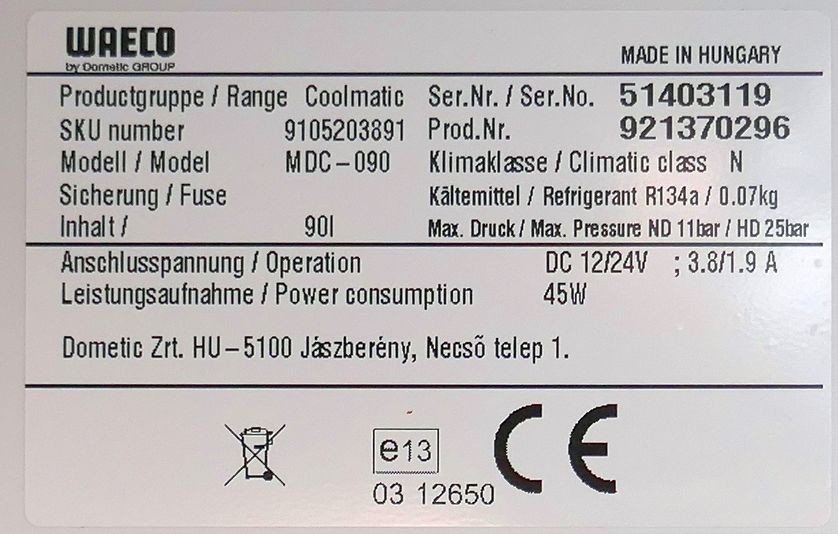 WAECO
by Dometic GROUP
MADE IN HUNGARY
Productgruppe / Range Coolmatic Ser.Nr. / Ser.No. 51403119
SKU number 9105203891 Prod.Nr. 921370296
Modell / Model MDC-090 Klimaklasse / Climatic class N
Sicherung / Fuse Kältemittel / Refrigerant R134a / 0.07kg
Inhalt / 90l Max. Druck / Max. Pressure ND 11bar / HD 25bar
Anschlusspannung / Operation DC 12/24V ; 3.8/1.9 A
Leistungsaufnahme / Power consumption 45W
Dometic Zrt. HU-5100 Jászberény, Necsõ telep 1.
e13
CE
03 12650